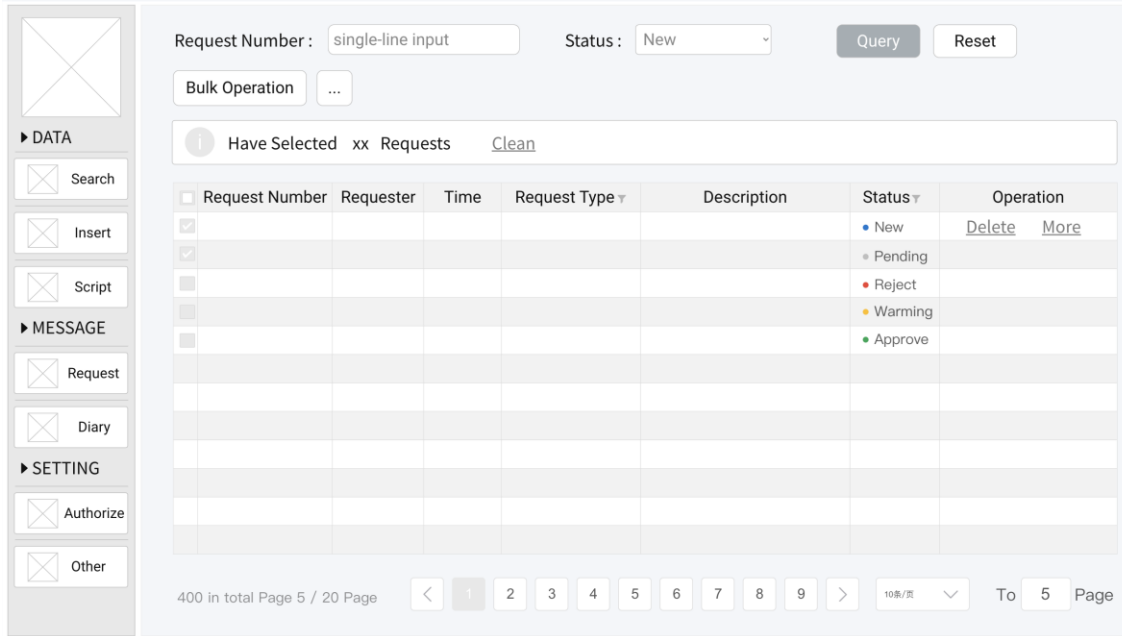 Request Number : single-line input Status : New Query Reset
Bulk Operation ...
DATA
Search
Insert
Script
MESSAGE
Request
Diary
SETTING
Authorize
Other
i Have Selected xx Requests Clean
Request Number Requester Time Request Type Description Status Operation
New Delete More
Pending
Reject
Warming
Approve
400 in total Page 5 / 20 Page < 1 2 3 4 5 6 7 8 9 > 10条/页 To 5 Page